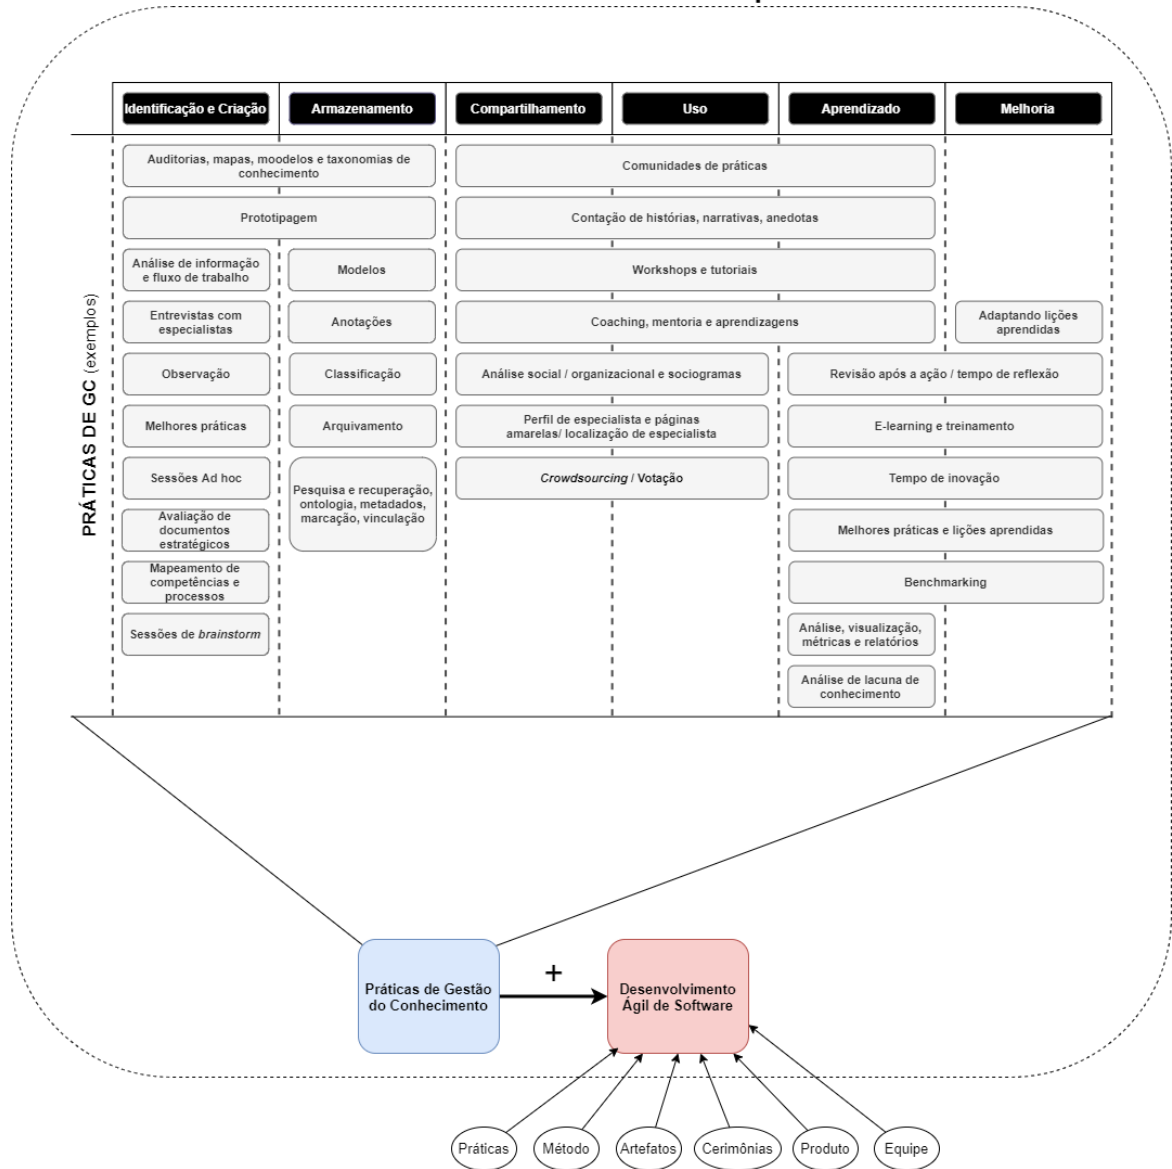 Identificação e Criação
Armazenamento
Compartilhamento
Uso
Aprendizado
Melhoria
PRÁTICAS DE GC (exemplos)
Auditorias, mapas, moodelos e taxonomias de
conhecimento
Comunidades de práticas
Prototipagem
Contação de histórias, narrativas, anedotas
Análise de informação
e fluxo de trabalho
Modelos
Workshops e tutoriais
Entrevistas com
especialistas
Anotações
Coaching, mentoria e aprendizagens
Adaptando lições
aprendidas
Observação
Classificação
Análise social / organizacional e sociogramas
Revisão após a ação / tempo de reflexão
Melhores práticas
Arquivamento
Perfil de especialista e páginas
amarelas/ localização de especialista
E-learning e treinamento
Sessões Ad hoc
Pesquisa e recuperação,
ontologia, metadados,
marcação, vinculação
Crowdsourcing / Votação
Tempo de inovação
Avaliação de
documentos
estratégicos
Melhores práticas e lições aprendidas
Mapeamento de
competências e
processos
Benchmarking
Sessões de brainstorm
Análise, visualização,
métricas e relatórios
Análise de lacuna de
conhecimento
Práticas de Gestão
do Conhecimento
+
Desenvolvimento
Ágil de Software
Práticas
Método
Artefatos
Cerimônias
Produto
Equipe